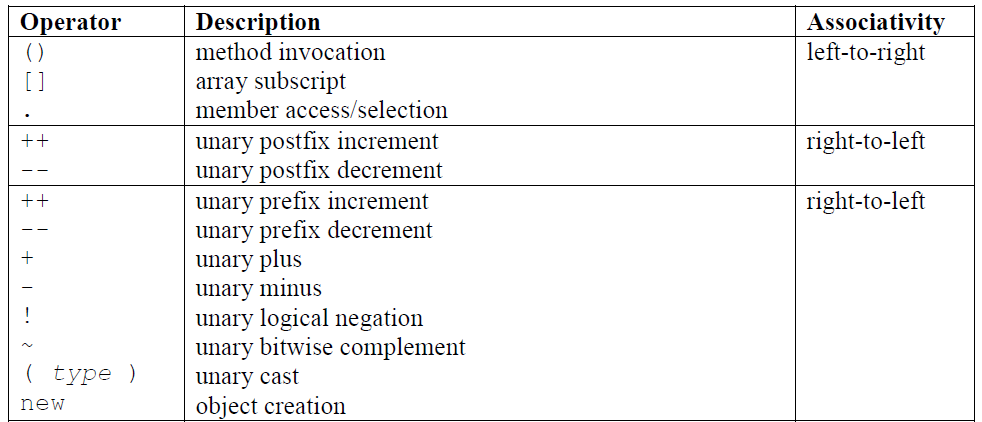 Operator Description Associativity
() method invocation left-to-right
[] array subscript
. member access/selection
++ unary postfix increment right-to-left
-- unary postfix decrement
++ unary prefix increment right-to-left
-- unary prefix decrement
+ unary plus
- unary minus
! unary logical negation
~ unary bitwise complement
( type ) unary cast
new object creation